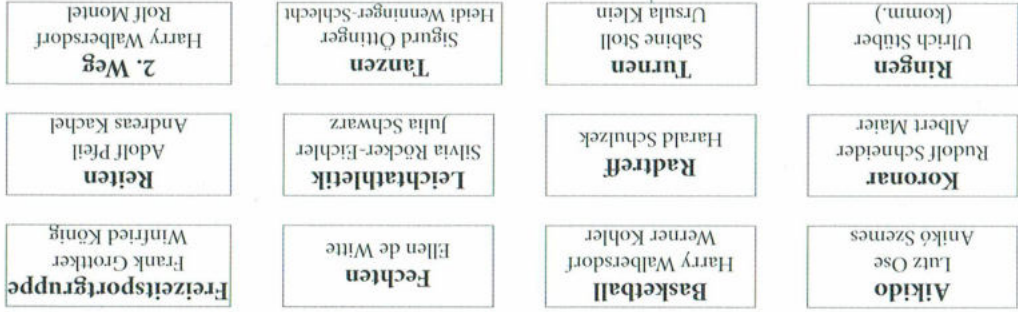 Aikido
Lutz Ose
Anikó Szemes
Basketball
Harry Walbersdorf
Werner Kohler
Fechten
Ellen de Witte
Freizeitsportgruppe
Frank Grottker
Winfried König
Koronar
Rudolf Schneider
Albert Maier
Radtreff
Harald Schulzek
Leichtathletik
Silvia Röcker-Eichler
Julia Schwarz
Reiten
Adolf Pfeil
Andreas Kachel
Ringen
Ulrich Stüber
(komm.)
Turnen
Sabine Stoll
Ursula Klein
Tanzen
Sigurd Öttinger
Heidi Wenninger-Schlecht
2. Weg
Harry Walbersdorf
Rolf Montel